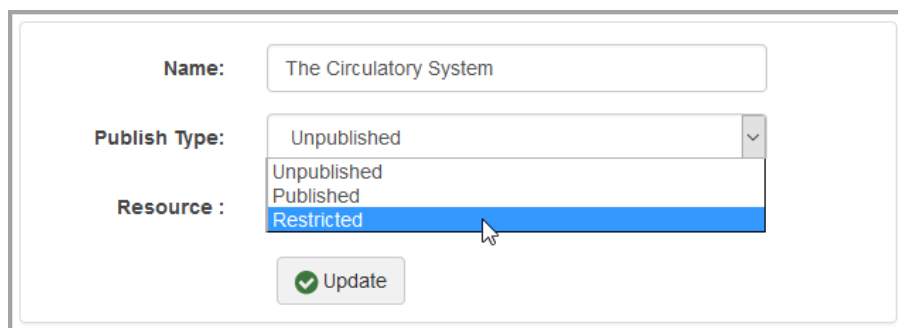 Name: The Circulatory System
Publish Type: Unpublished
Unpublished
Published
Resource : Restricted
Update